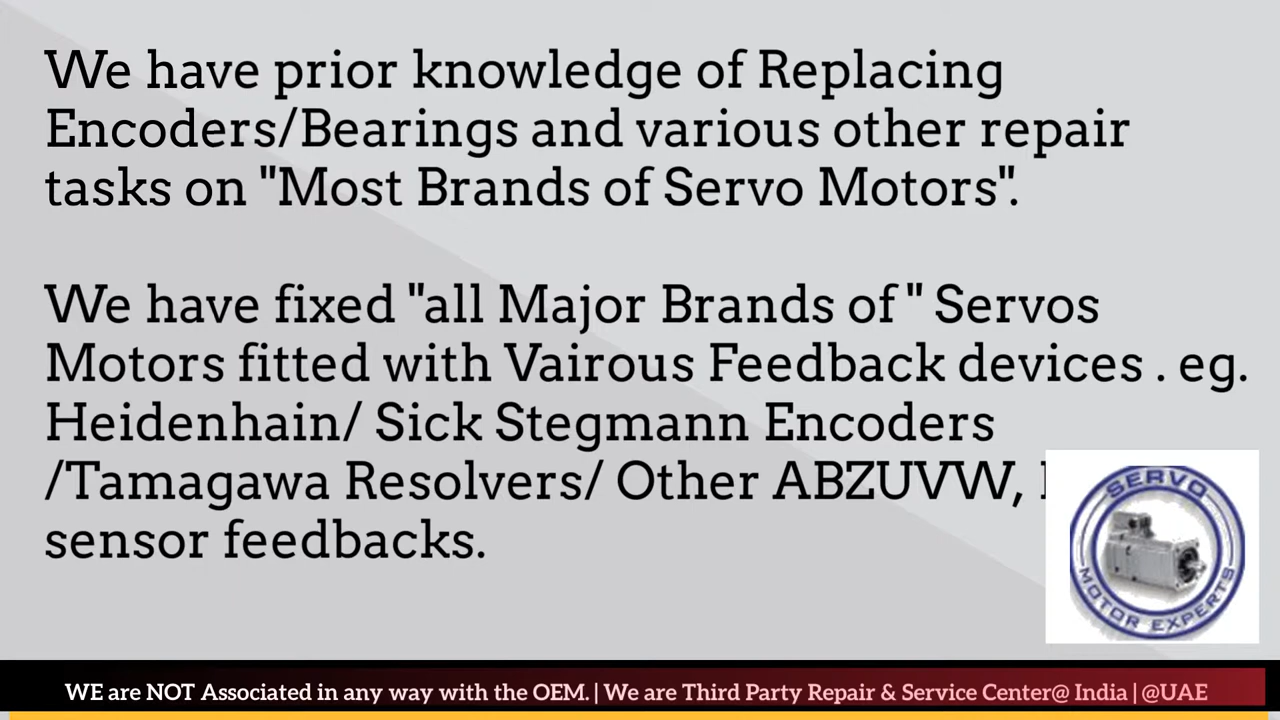 We have prior knowledge of Replacing
Encoders/Bearings and various other repair
tasks on "Most Brands of Servo Motors".
We have fixed "all Major Brands of " Servos
Motors fitted with Vairous Feedback devices . eg.
Heidenhain/ Sick Stegmann Encoders
/Tamagawa Resolvers/ Other ABZUVW,
sensor feedbacks.
SERVO
MOTOR EXPERTS
WE are NOT Associated in any way with the OEM. | We are Third Party Repair & Service Center@ India | @UAE